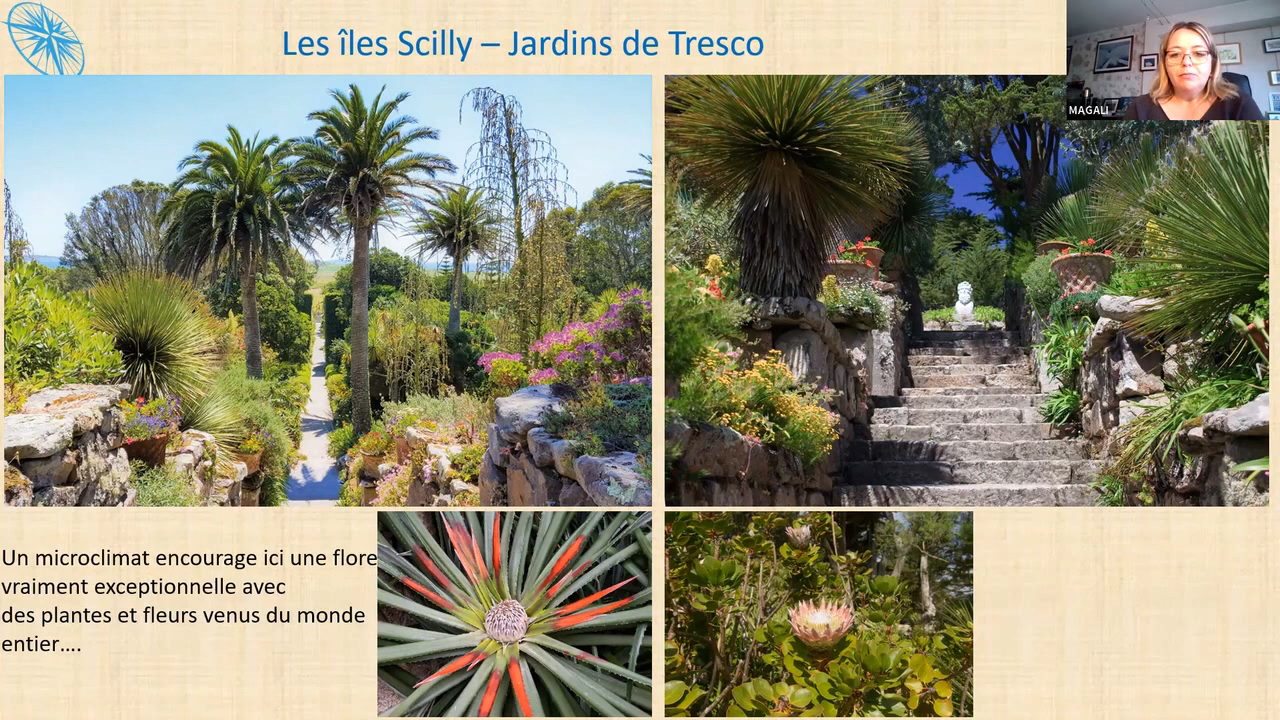 Les îles Scilly – Jardins de Tresco
MAGALI
Un microclimat encourage ici une flore
vraiment exceptionnelle avec
des plantes et fleurs venus du monde
entier….